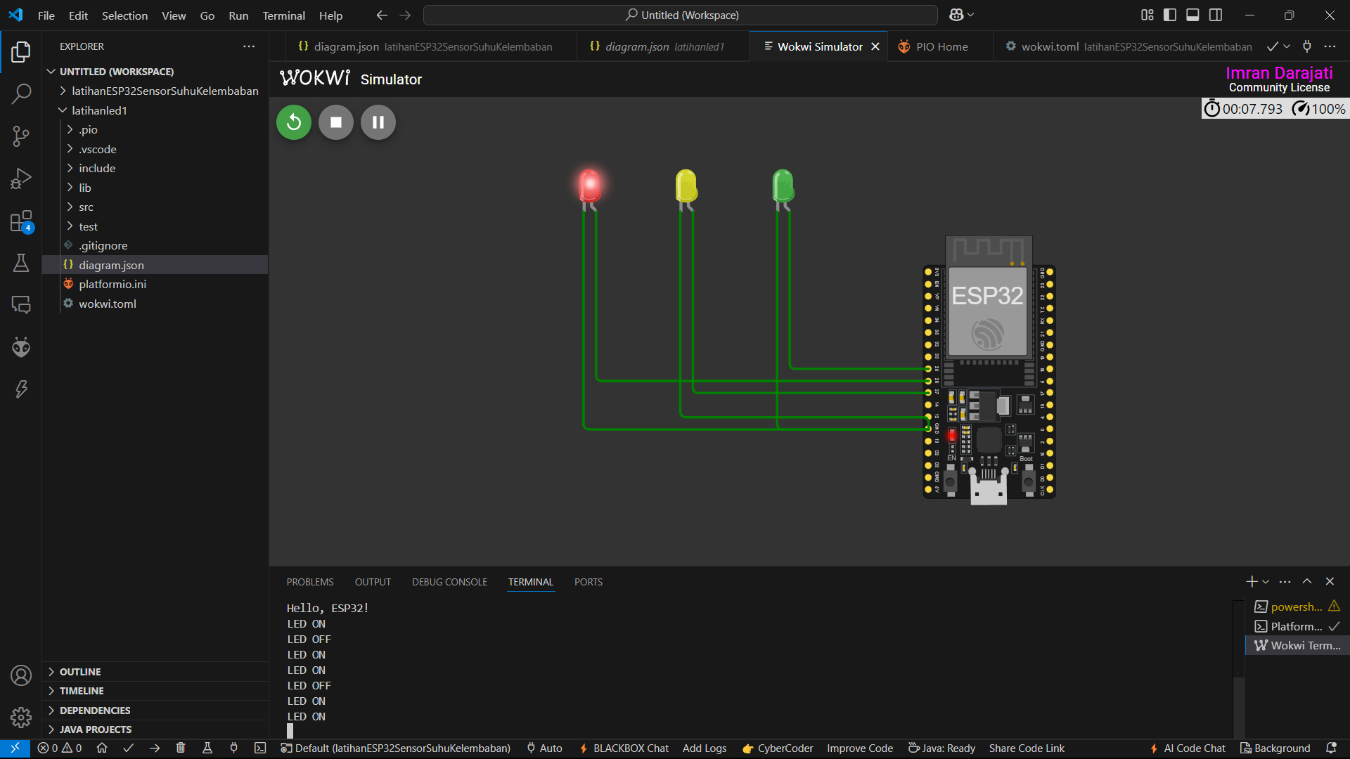 File Edit Selection View Go Run Terminal Help
Untitled (Workspace)
EXPLORER
UNTITLED (WORKSPACE)
latihanESP32SensorSuhuKelembaban
latihanled1
.pio
.vscode
include
lib
src
test
.gitignore
diagram.json
platformio.ini
wokwi.toml
OUTLINE
TIMELINE
DEPENDENCIES
JAVA PROJECTS
4
diagram.json latihanESP32SensorSuhuKelembaban
diagram.json latihanled1
Wokwi Simulator
PIO Home
wokwi.toml latihanESP32SensorSuhuKelembaban
WOKWi Simulator
Imran Darajati
Community License
00:07.793 100%
ESP32
EN
Boot
PROBLEMS OUTPUT DEBUG CONSOLE TERMINAL PORTS
Hello, ESP32!
LED ON
LED OFF
LED ON
LED ON
LED OFF
LED ON
LED ON
powersh...
Platform...
Wokwi Term...
0 0 Default (latihanESP32SensorSuhuKelembaban) Auto BLACKBOX Chat Add Logs CyberCoder Improve Code Java: Ready Share Code Link AI Code Chat Background